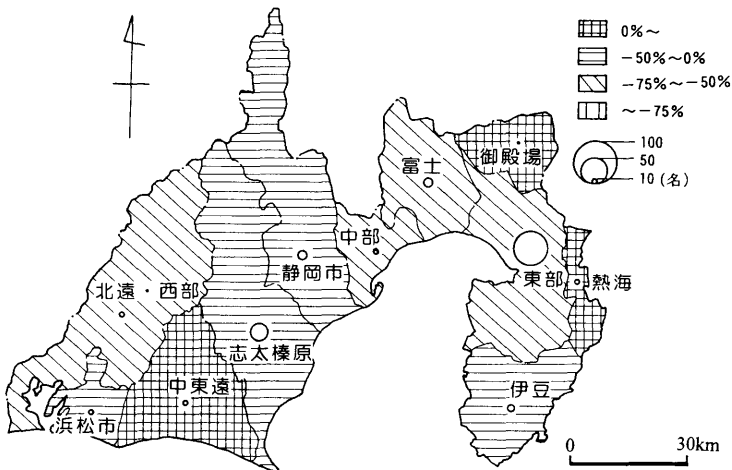 0%～
-50%～0%
-75%～-50%
～-75%
100
50
10 (名)
御殿場
富士
中部
静岡市
東部
熱海
北遠・西部
志太榛原
中東遠
伊豆
浜松市
0 30km